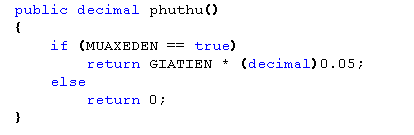 public decimal phuthu()
{
if (MUAXEDEN == true)
return GIATIEN * (decimal)0.05;
else
return 0;
}